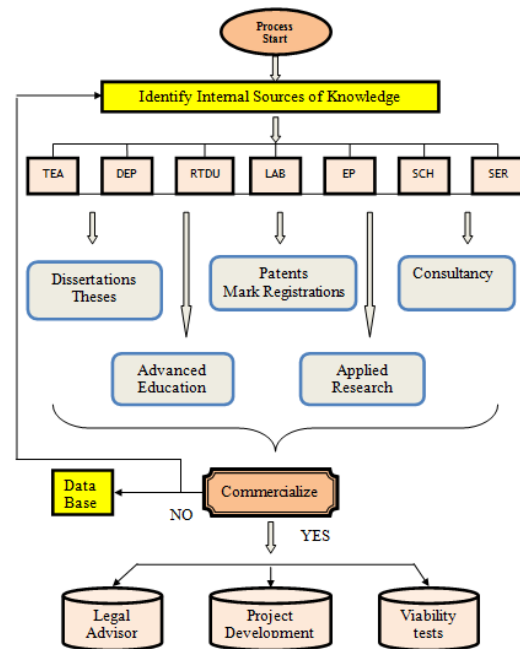 Process
Start
Identify Internal Sources of Knowledge
TEA
DEP
RTDU
LAB
EP
SCH
SER
Dissertations
Theses
Patents
Mark Registrations
Consultancy
Advanced
Education
Applied
Research
Data
Base
Commercialize
NO
YES
Legal
Advisor
Project
Development
Viability
tests